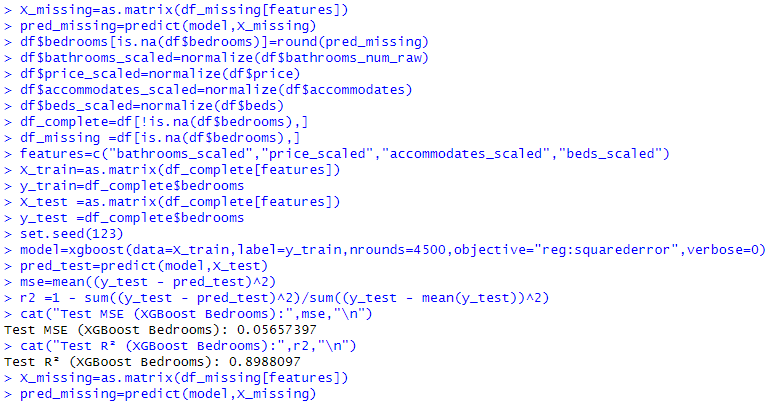 > X_missing=as.matrix(df_missing[features])
> pred_missing=predict(model,X_missing)
> df$bedrooms[is.na(df$bedrooms)]=round(pred_missing)
> df$bathrooms_scaled=normalize(df$bathrooms_num_raw)
> df$price_scaled=normalize(df$price)
> df$accommodates_scaled=normalize(df$accommodates)
> df$beds_scaled=normalize(df$beds)
> df_complete=df[!is.na(df$bedrooms),]
> df_missing =df[is.na(df$bedrooms),]
> features=c("bathrooms_scaled","price_scaled","accommodates_scaled","beds_scaled")
> X_train=as.matrix(df_complete[features])
> y_train=df_complete$bedrooms
> X_test =as.matrix(df_complete[features])
> y_test =df_complete$bedrooms
> set.seed(123)
> model=xgboost(data=X_train,label=y_train,nrounds=4500,objective="reg:squarederror",verbose=0)
> pred_test=predict(model,X_test)
> mse=mean((y_test - pred_test)^2)
> r2 =1 - sum((y_test - pred_test)^2)/sum((y_test - mean(y_test))^2)
> cat("Test MSE (XGBoost Bedrooms):",mse,"\n")
Test MSE (XGBoost Bedrooms): 0.05657397
> cat("Test R² (XGBoost Bedrooms):",r2,"\n")
Test R² (XGBoost Bedrooms): 0.8988097
> X_missing=as.matrix(df_missing[features])
> pred_missing=predict(model,X_missing)